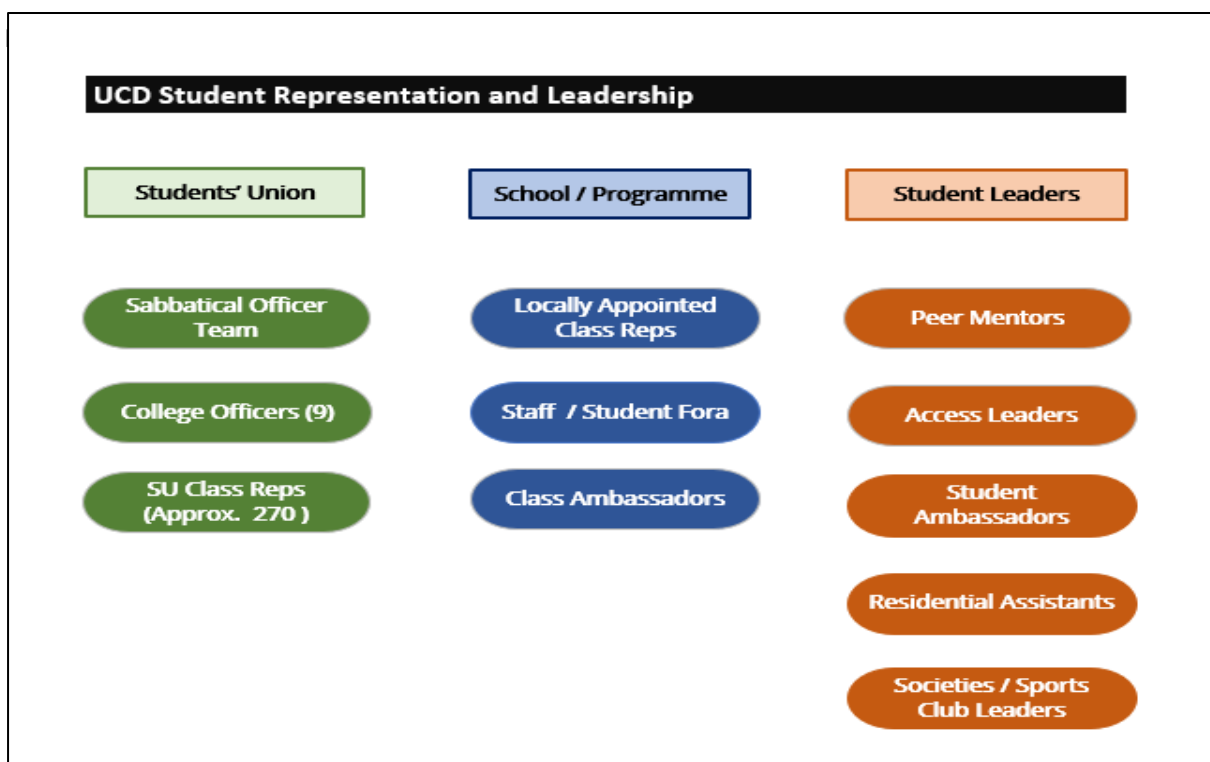 UCD Student Representation and Leadership
Students’ Union
School / Programme
Student Leaders
Sabbatical Officer
Team
College Officers (9)
SU Class Reps
(Approx. 270 )
Locally Appointed
Class Reps
Staff / Student Fora
Class Ambassadors
Peer Mentors
Access Leaders
Student
Ambassadors
Residential Assistants
Societies / Sports
Club Leaders